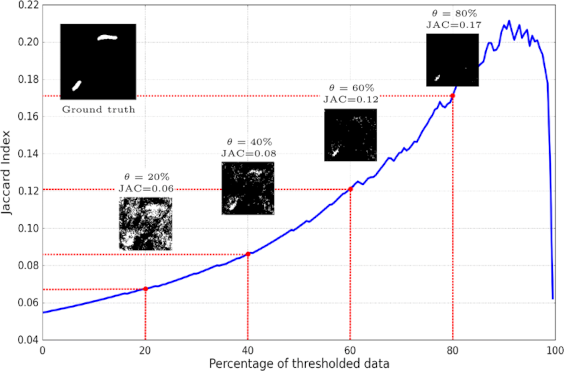 0.22
0.20
0.18
0.16
0.14
0.12
0.10
0.08
0.06
0.04
Jaccard Index
Ground truth
θ = 20%
JAC=0.06
θ = 40%
JAC=0.08
θ = 60%
JAC=0.12
θ = 80%
JAC=0.17
0 20 40 60 80 100
Percentage of thresholded data